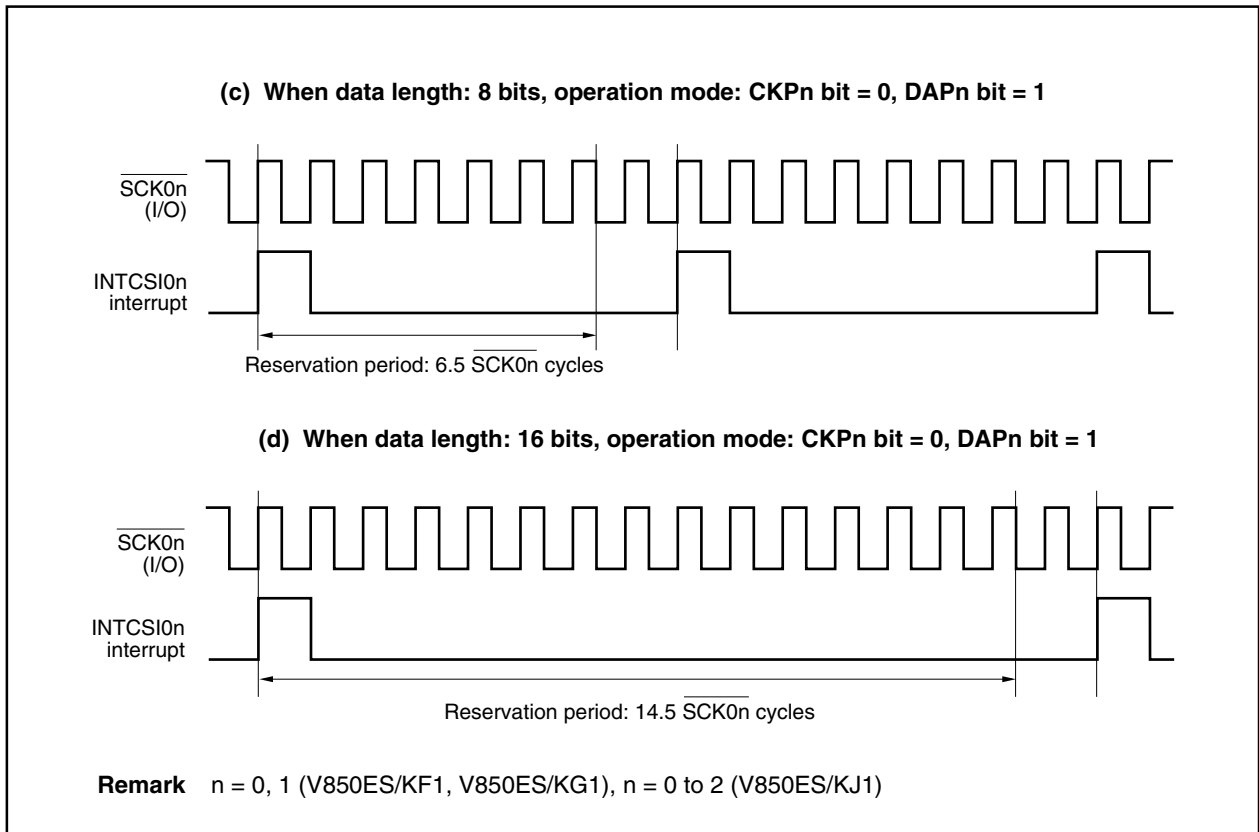 (c) When data length: 8 bits, operation mode: CKPn bit = 0, DAPn bit = 1
SCK0n
(I/O)
INTCSI0n
interrupt
Reservation period: 6.5 SCK0n cycles
(d) When data length: 16 bits, operation mode: CKPn bit = 0, DAPn bit = 1
SCK0n
(I/O)
INTCSI0n
interrupt
Reservation period: 14.5 SCK0n cycles
Remark n = 0, 1 (V850ES/KF1, V850ES/KG1), n = 0 to 2 (V850ES/KJ1)